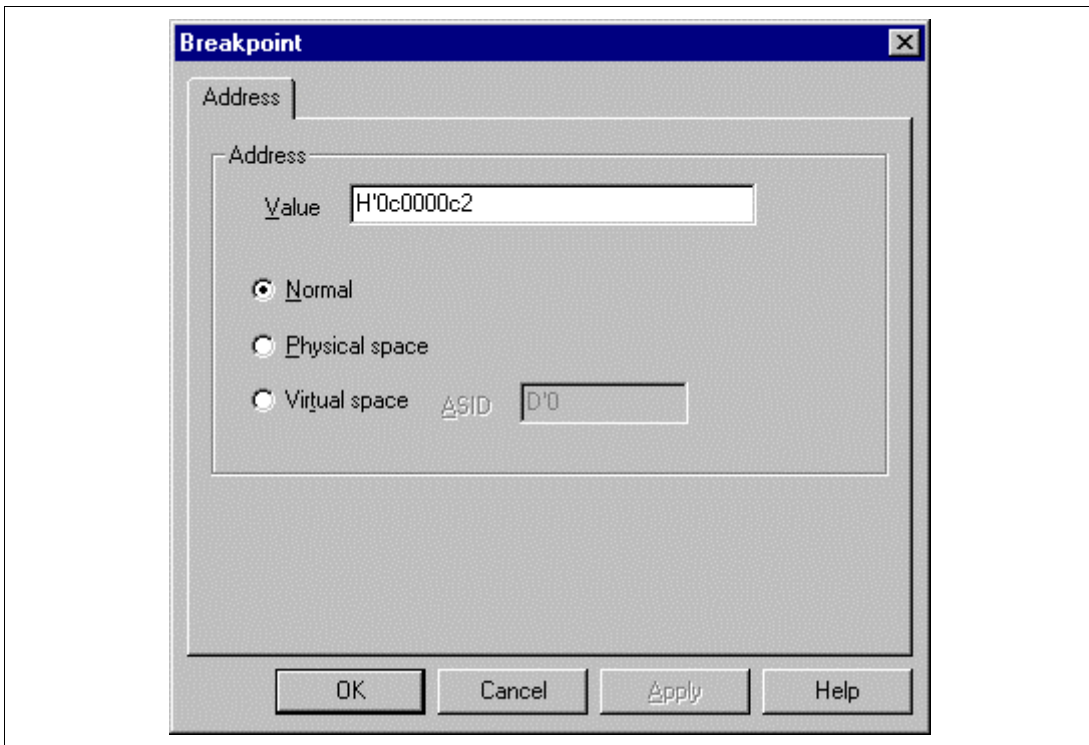 Breakpoint
Address
Address
Value H'0c0000c2
Normal
Physical space
Virtual space ASID D'0
OK Cancel Apply Help